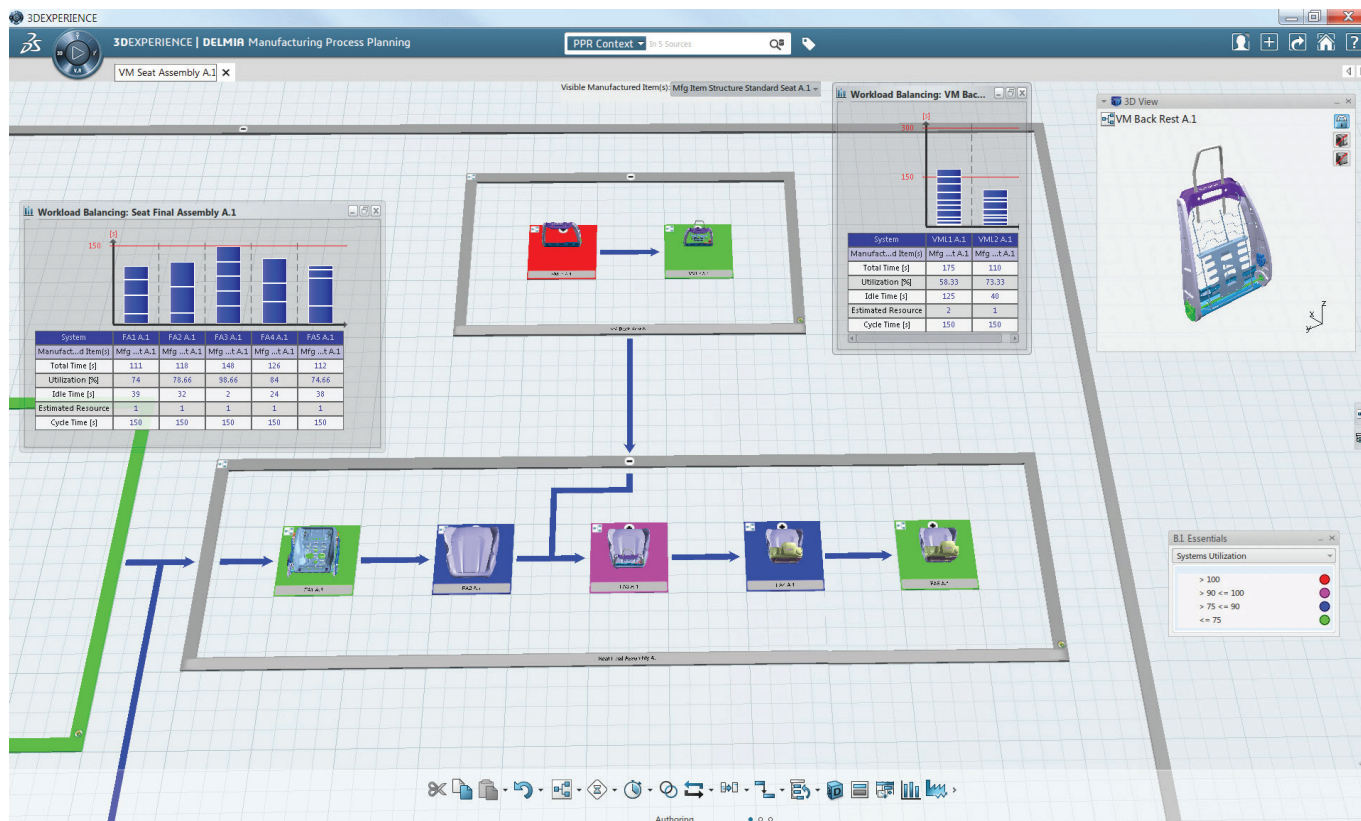 3DEXPERIENCE
3DEXPERIENCE | DELMIA Manufacturing Process Planning
PPR Context In 5 Sources
VM Seat Assembly A.1
Visible Manufactured Item(s): Mfg Item Structure Standard Seat A.1
Workload Balancing: VM Bac...
[s]
300
150
System VML1 A.1 VML2 A.1
Manufact...d Item(s) Mfg ...t A.1 Mfg ...t A.1
Total Time [s] 175 110
Utilization [%] 58.33 73.33
Idle Time [s] 125 40
Estimated Resource 2 1
Cycle Time [s] 150 150
3D View
VM Back Rest A.1
z
x
y
Workload Balancing: Seat Final Assembly A.1
[s]
150
System FA1 A.1 FA2 A.1 FA3 A.1 FA4 A.1 FA5 A.1
Manufact...d Item(s) Mfg ...t A.1 Mfg ...t A.1 Mfg ...t A.1 Mfg ...t A.1 Mfg ...t A.1
Total Time [s] 111 118 148 126 112
Utilization [%] 74 78.66 98.66 84 74.66
Idle Time [s] 39 32 2 24 38
Estimated Resource 1 1 1 1 1
Cycle Time [s] 150 150 150 150 150
FA1 A.1
FA2 A.1
B.I. Essentials
Systems Utilization
> 100
> 90 <= 100
> 75 <= 90
<= 75
Authoring